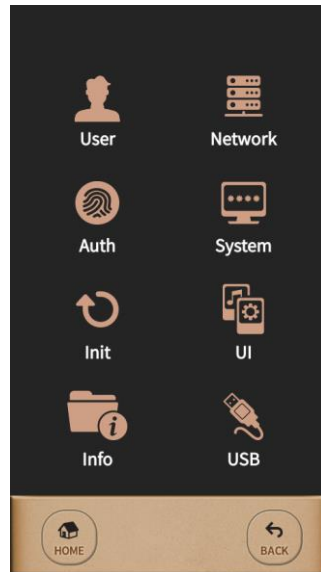 User Network
Auth System
Init UI
Info USB
HOME BACK